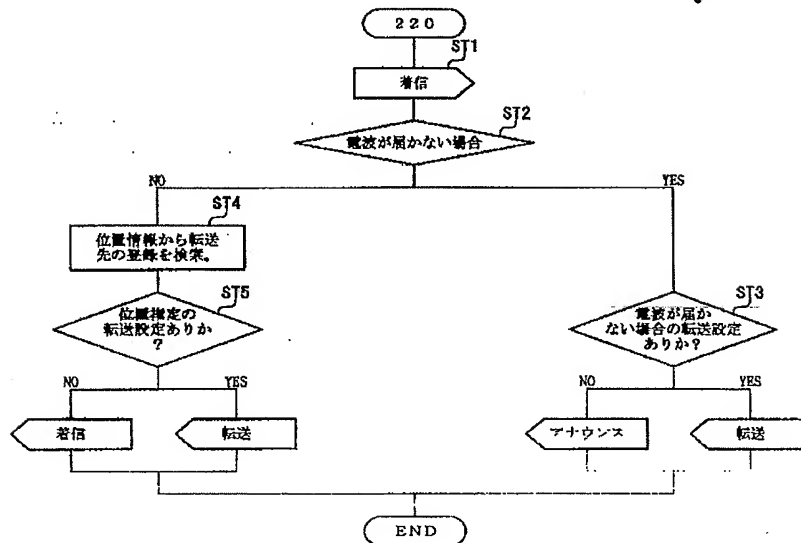 220
ST1
着信
ST2
電波が届かない場合
NO
YES
ST4
位置情報から転送
先の登録を検索。
ST5
位置指定の
転送設定ありか
?
ST3
電波が届か
ない場合の転送設定
ありか?
NO
YES
NO
YES
着信
転送
アナウンス
転送
END